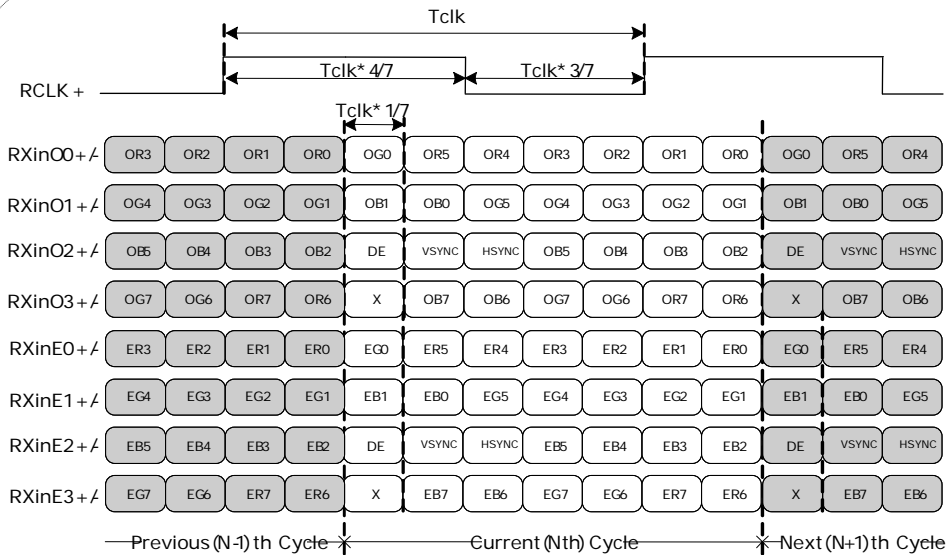 Tclk
Tclk* 4/7 Tclk* 3/7
RCLK +
Tclk* 1/7
RXinO0+/ OR3 OR2 OR1 OR0 OG0 OR5 OR4 OR3 OR2 OR1 OR0 OG0 OR5 OR4
RXinO1+/ OG4 OG3 OG2 OG1 OB1 OB0 OG5 OG4 OG3 OG2 OG1 OB1 OB0 OG5
RXinO2+/ OB5 OB4 OB3 OB2 DE VSYNC HSYNC OB5 OB4 OB3 OB2 DE VSYNC HSYNC
RXinO3+/ OG7 OG6 OR7 OR6 X OB7 OB6 OG7 OG6 OR7 OR6 X OB7 OB6
RXinE0+/ ER3 ER2 ER1 ER0 EG0 ER5 ER4 ER3 ER2 ER1 ER0 EG0 ER5 ER4
RXinE1+/ EG4 EG3 EG2 EG1 EB1 EB0 EG5 EG4 EG3 EG2 EG1 EB1 EB0 EG5
RXinE2+/ EB5 EB4 EB3 EB2 DE VSYNC HSYNC EB5 EB4 EB3 EB2 DE VSYNC HSYNC
RXinE3+/ EG7 EG6 ER7 ER6 X EB7 EB6 EG7 EG6 ER7 ER6 X EB7 EB6
Previous (N-1) th Cycle Current (Nth) Cycle Next (N+1) th Cycle